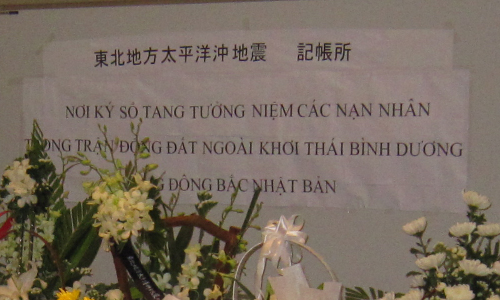 東北地方太平洋沖地震 記帳所
NƠI KÝ SỔ TANG TƯỞNG NIỆM CÁC NẠN NHÂN
TRONG TRẬN ĐỘNG ĐẤT NGOÀI KHƠI THÁI BÌNH DƯƠNG
ĐÔNG BẮC NHẬT BẢN